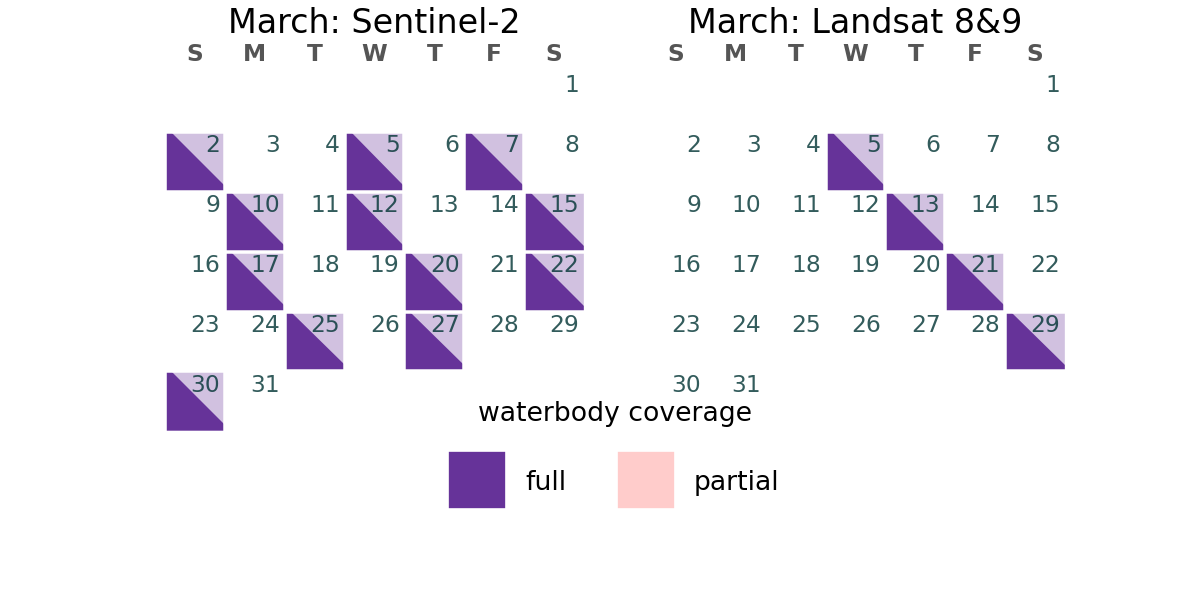 March: Sentinel-2
S M T W T F S
1
2 3 4 5 6 7 8
9 10 11 12 13 14 15
16 17 18 19 20 21 22
23 24 25 26 27 28 29
30 31
March: Landsat 8&9
S M T W T F S
1
2 3 4 5 6 7 8
9 10 11 12 13 14 15
16 17 18 19 20 21 22
23 24 25 26 27 28 29
30 31
waterbody coverage
full partial